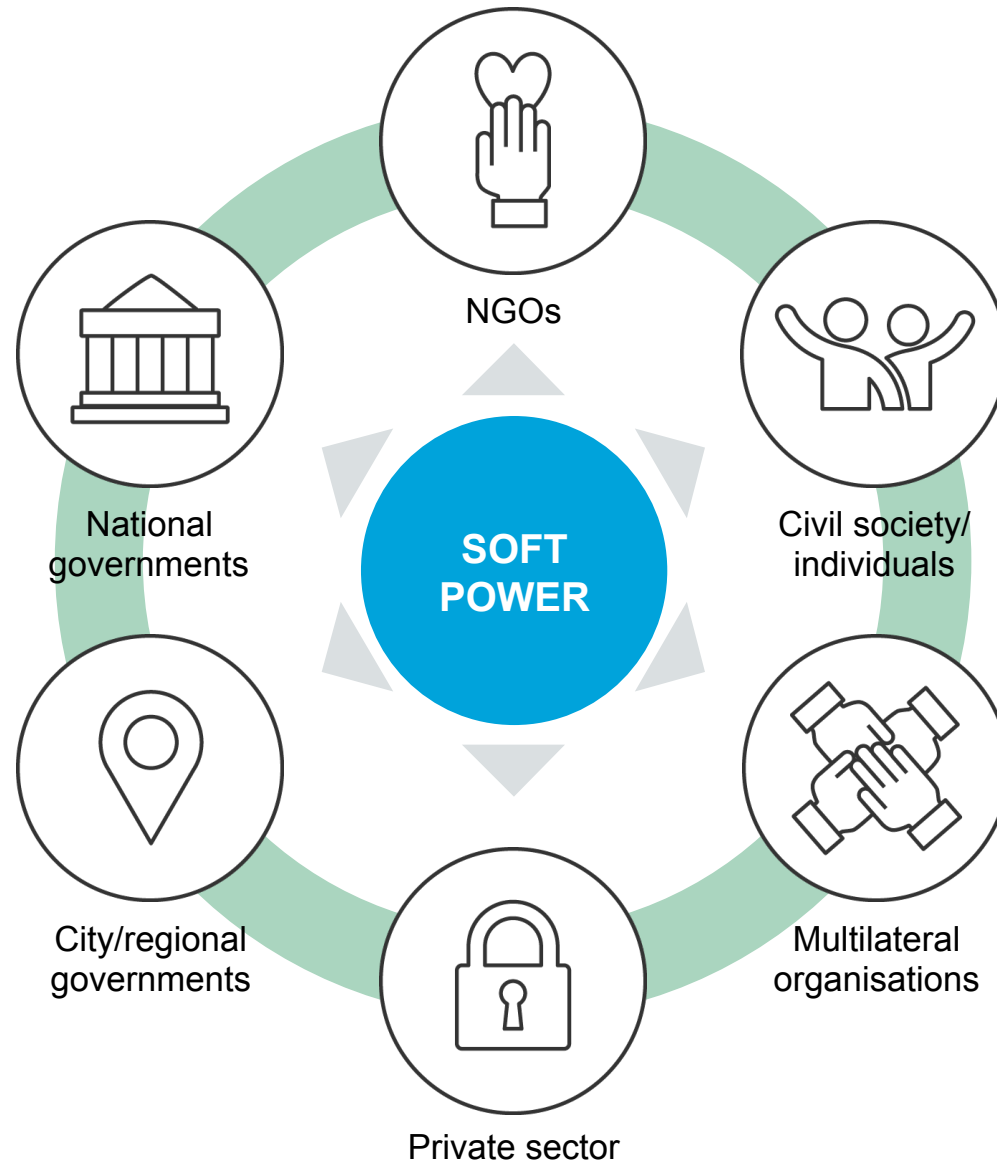 NGOs
National
governments
Civil society/
individuals
SOFT
POWER
City/regional
governments
Multilateral
organisations
Private sector